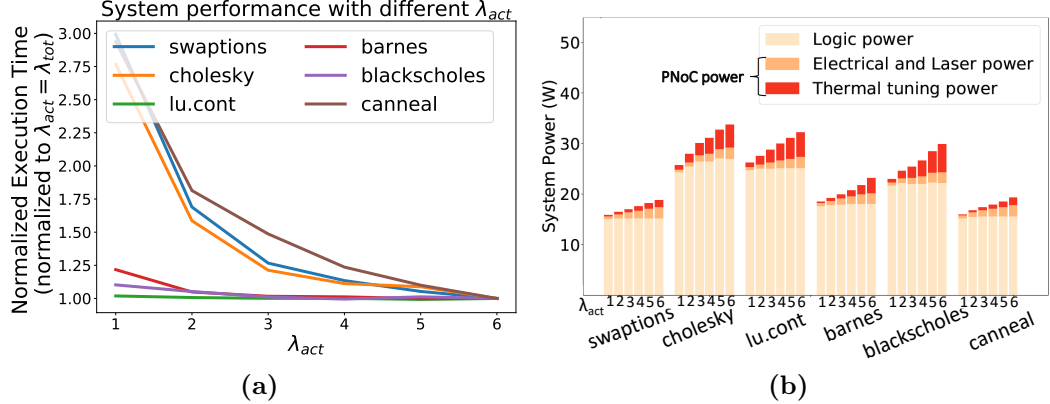 System performance with different λact
Normalized Execution Time
(normalized to λact = λtot)
3.00
2.75
2.50
2.25
2.00
1.75
1.50
1.25
1.00
swaptions
cholesky
lu.cont
barnes
blackscholes
canneal
1 2 3 4 5 6
λact
(a)
System Power (W)
50
40
30
20
10
Logic power
PNoC power
Electrical and Laser power
Thermal tuning power
λact 123456 123456 123456 123456 123456 123456
swaptions
cholesky
lu.cont
barnes
blackscholes
canneal
(b)